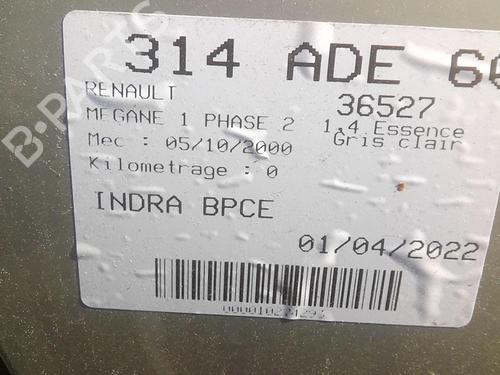 314 ADE 60
RENAULT
36527
MEGANE 1 PHASE 2
1.4 Essence
Mec : 05/10/2000
Gris clair
Kilometrage : 0
INDRA BPCE
01/04/2022
B-PARTS